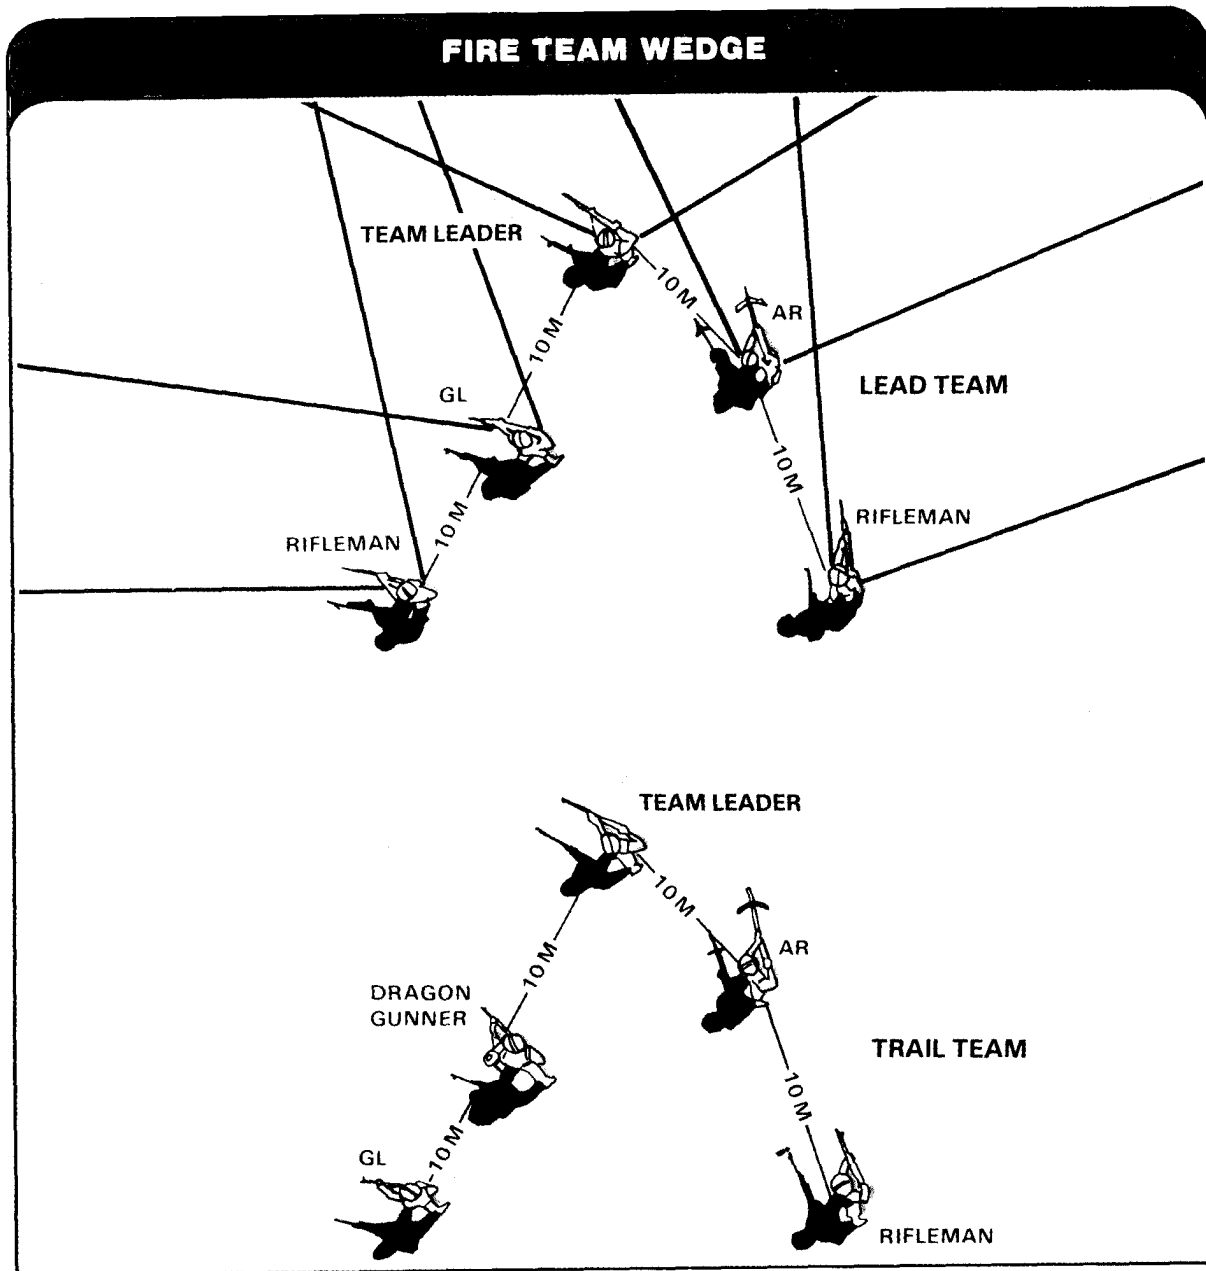 FIRE TEAM WEDGE
TEAM LEADER
10 M
10 M
AR
LEAD TEAM
GL
10 M
10 M
RIFLEMAN
RIFLEMAN
TEAM LEADER
10 M
10 M
AR
DRAGON
GUNNER
TRAIL TEAM
10 M
10 M
GL
RIFLEMAN